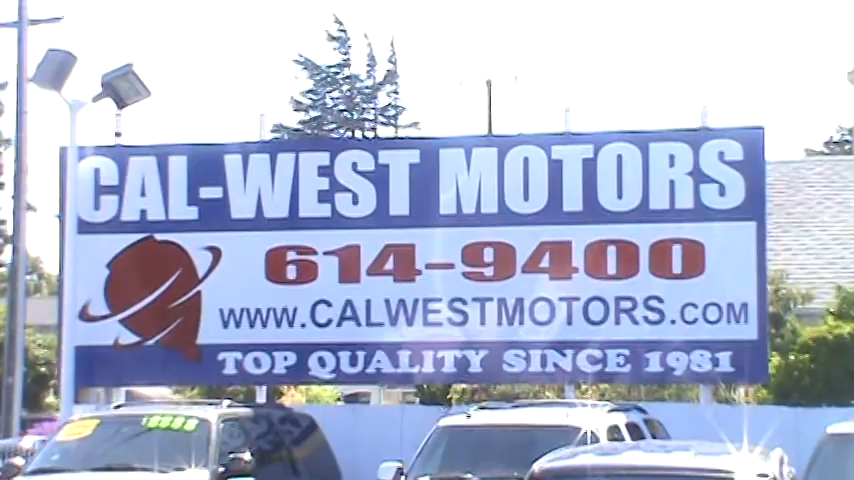 CAL-WEST MOTORS
614-9400
WWW.CALWESTMOTORS.COM
TOP QUALITY SINCE 1981